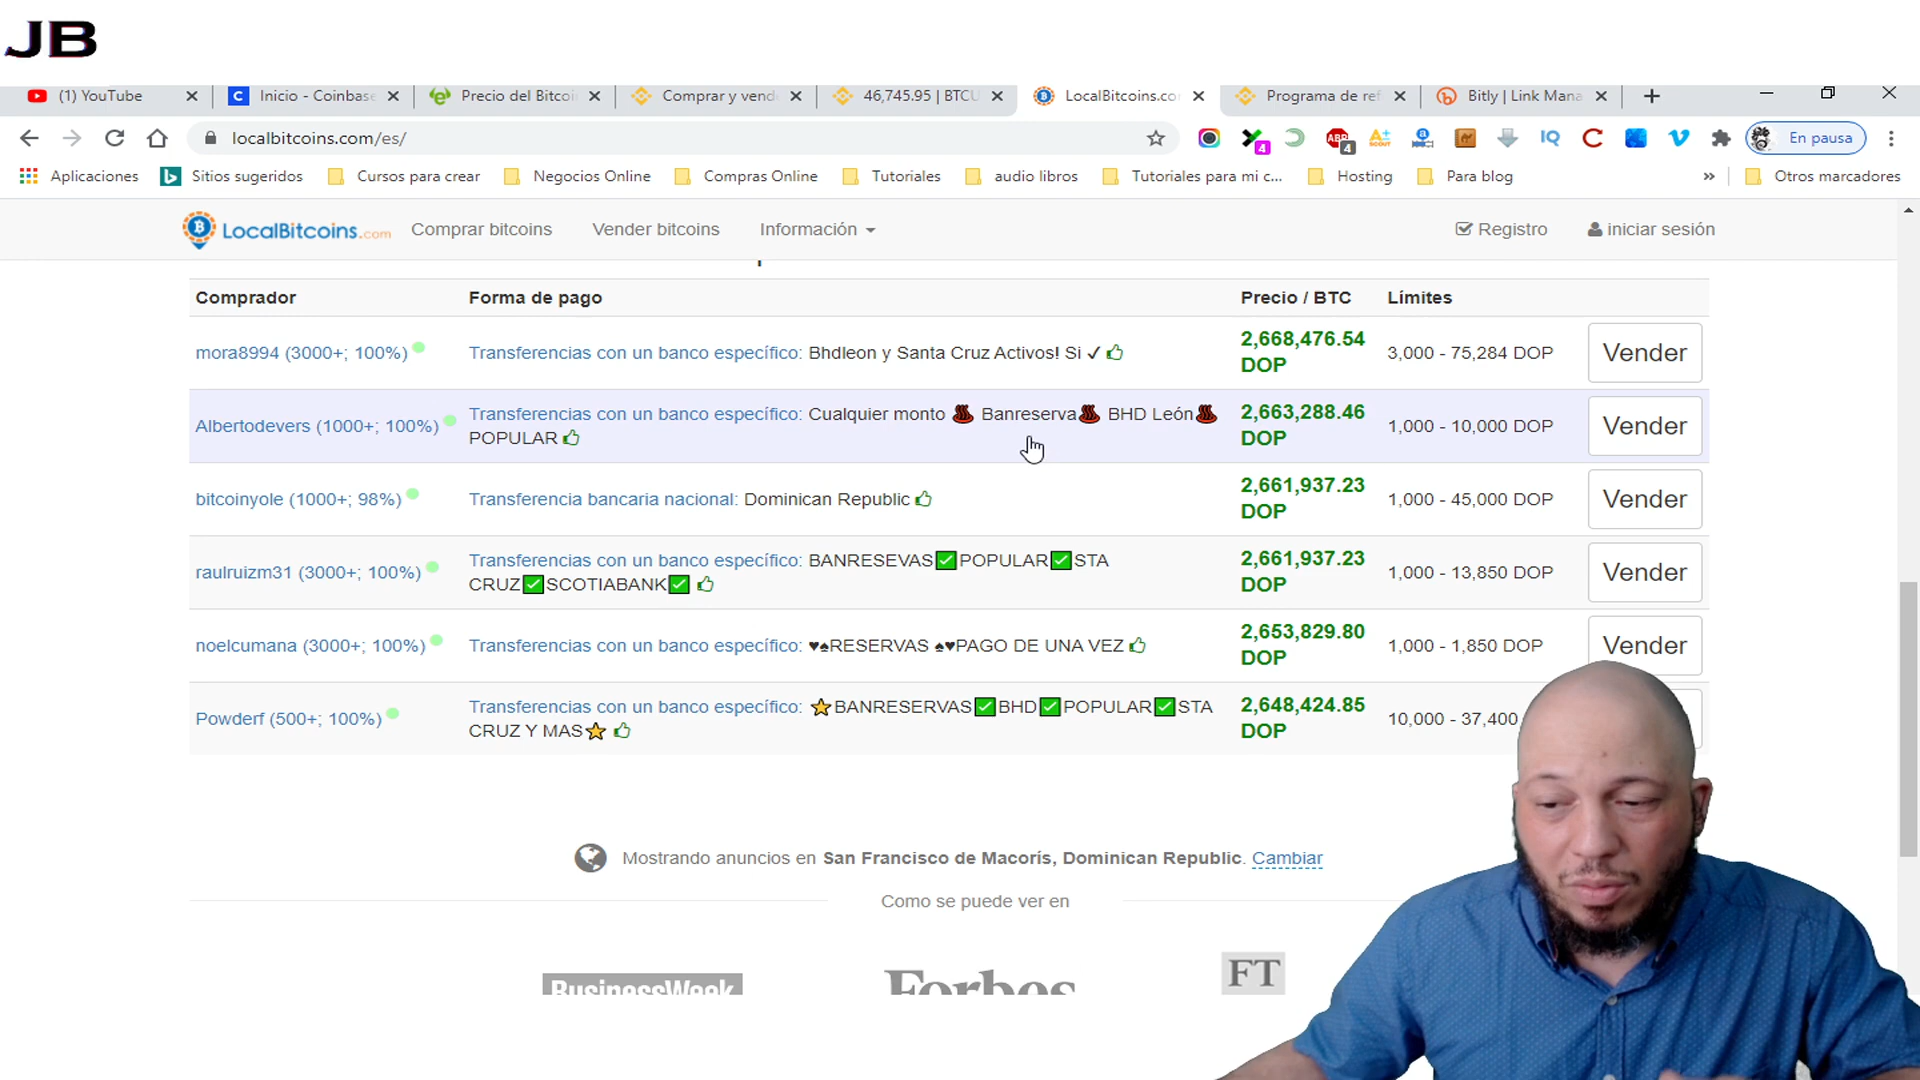 JB
(1) YouTube
Inicio - Coinbase
Precio del Bitcoi
Comprar y vend
46,745.95 | BTCU
LocalBitcoins.co
Programa de ref
Bitly | Link Mana
localbitcoins.com/es/
4
ABP
4
IQ
En pausa
Aplicaciones
Sitios sugeridos
Cursos para crear
Negocios Online
Compras Online
Tutoriales
audio libros
Tutoriales para mi c...
Hosting
Para blog
»
Otros marcadores
LocalBitcoins.com
Comprar bitcoins
Vender bitcoins
Información
Registro
iniciar sesión
Comprador
Forma de pago
Precio / BTC
Límites
mora8994 (3000+; 100%)
Transferencias con un banco específico: Bhdleon y Santa Cruz Activos! Si ✓
2,668,476.54
DOP
3,000 - 75,284 DOP
Vender
Albertodevers (1000+; 100%)
Transferencias con un banco específico: Cualquier monto ♨ Banreserva♨ BHD León♨
POPULAR
2,663,288.46
DOP
1,000 - 10,000 DOP
Vender
bitcoinyole (1000+; 98%)
Transferencia bancaria nacional: Dominican Republic
2,661,937.23
DOP
1,000 - 45,000 DOP
Vender
raulruizm31 (3000+; 100%)
Transferencias con un banco específico: BANRESEVAS✅POPULAR✅STA
CRUZ✅SCOTIABANK✅
2,661,937.23
DOP
1,000 - 13,850 DOP
Vender
noelcumana (3000+; 100%)
Transferencias con un banco específico: ♥♠RESERVAS ♠♥PAGO DE UNA VEZ
2,653,829.80
DOP
1,000 - 1,850 DOP
Vender
Powderf (500+; 100%)
Transferencias con un banco específico: ⭐BANRESERVAS✅BHD✅POPULAR✅STA
CRUZ Y MAS⭐
2,648,424.85
DOP
10,000 - 37,400
Mostrando anuncios en San Francisco de Macorís, Dominican Republic. Cambiar
Como se puede ver en
BusinessWeek
Forbes
FT